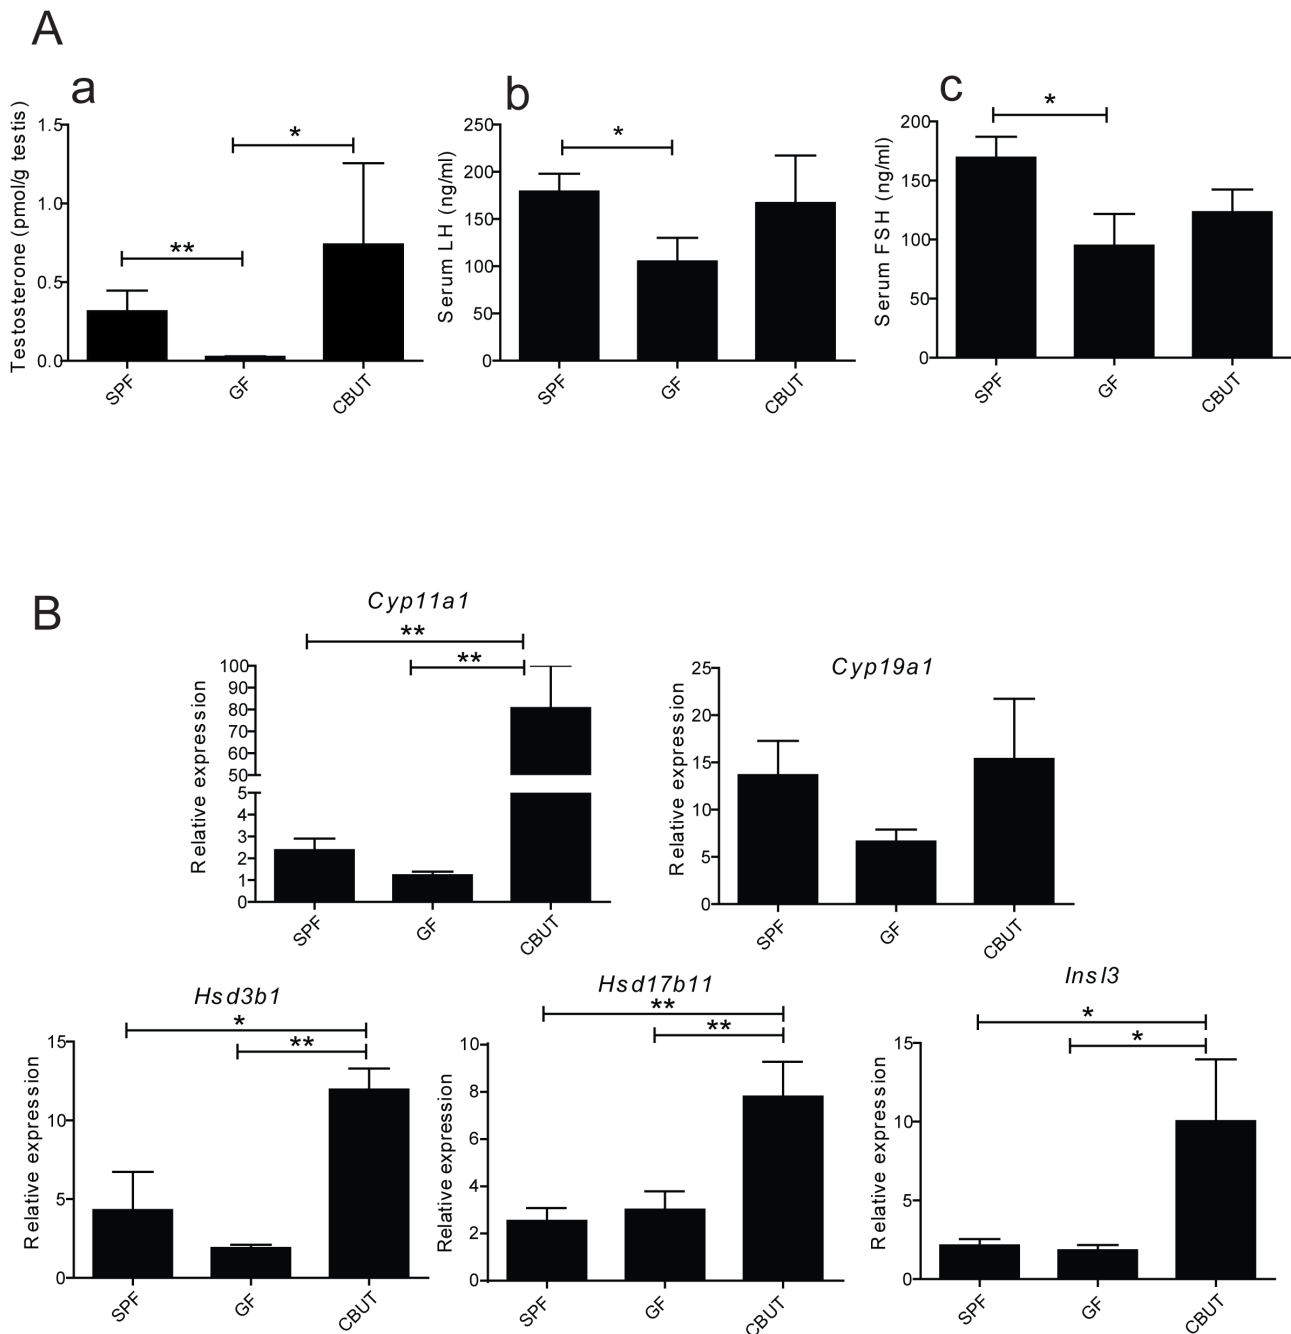 A
a
Testosterone (pmol/g testis)
1.5
1.0
0.5
0.0
*
**
SPF
GF
CBUT
b
Serum LH (ng/ml)
250
200
150
100
50
0
*
SPF
GF
CBUT
c
Serum FSH (ng/ml)
200
150
100
50
0
*
SPF
GF
CBUT
B
Cyp11a1
**
**
Relative expression
100
90
80
70
60
50
5
4
3
2
1
0
SPF
GF
CBUT
Cyp19a1
Relative expression
25
20
15
10
5
0
SPF
GF
CBUT
Hsd3b1
*
**
Relative expression
15
10
5
0
SPF
GF
CBUT
Hsd17b11
**
**
Relative expression
10
8
6
4
2
0
SPF
GF
CBUT
Insl3
*
*
Relative expression
15
10
5
0
SPF
GF
CBUT